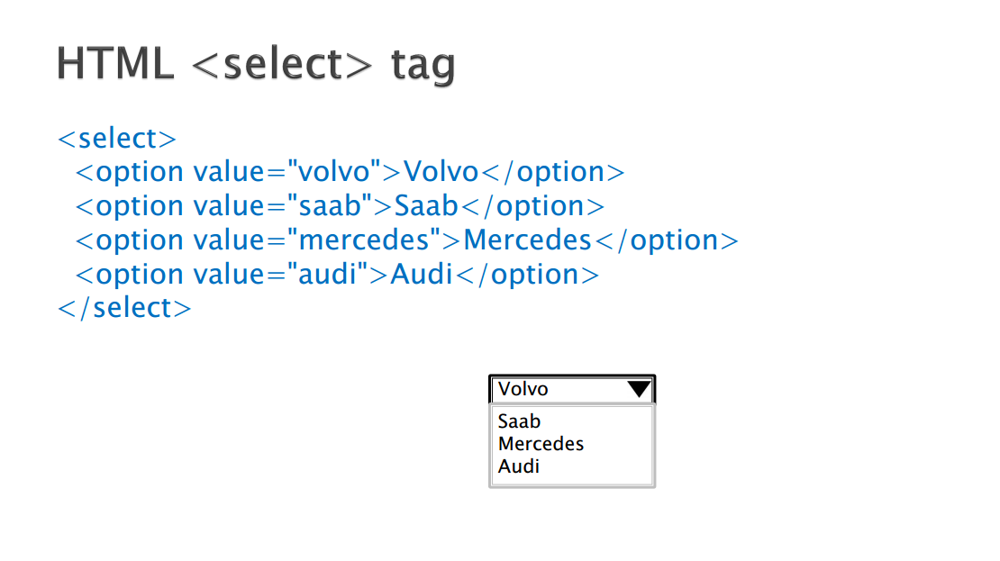 HTML <select> tag
<select>
<option value="volvo">Volvo</option>
<option value="saab">Saab</option>
<option value="mercedes">Mercedes</option>
<option value="audi">Audi</option>
</select>
Volvo
Saab
Mercedes
Audi